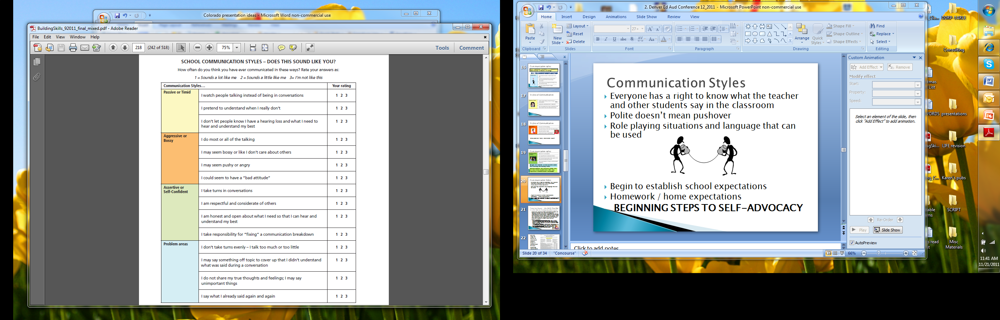 Colorado presentation ideas - Microsoft Word non-commercial use
BuildingSkills_92011_final_mixed.pdf - Adobe Reader
File Edit View Window Help
218 (242 of 518) 75% Tools Comment
SCHOOL COMMUNICATION STYLES – DOES THIS SOUND LIKE YOU?
How often do you think you have ever communicated in these ways? Rate your answers as:
1 = Sounds a lot like me 2 = Sounds a little like me 3= I'm not like this
Communication Styles... Your rating
Passive or Timid I watch people talking instead of being in conversations 1 2 3
I pretend to understand when I really don't 1 2 3
I don't let people know I have a hearing loss and what I need to
hear and understand my best 1 2 3
Aggressive or
Bossy I do most or all of the talking 1 2 3
I may seem bossy or like I don't care about others 1 2 3
I may seem pushy or angry 1 2 3
I could seem to have a "bad attitude" 1 2 3
Assertive or
Self-Confident I take turns in conversations 1 2 3
I am respectful and considerate of others 1 2 3
I am honest and open about what I need so that I can hear and
understand my best 1 2 3
I take responsibility for "fixing" a communication breakdown 1 2 3
Problem areas I don't take turns evenly – I talk too much or too little 1 2 3
I may say something off topic to cover up that I didn't understand
what was said during a conversation 1 2 3
I do not share my true thoughts and feelings; I may say
unimportant things 1 2 3
I say what I already said again and again 1 2 3
2. Denver Ed Aud Conference 12_2011 - Microsoft PowerPoint non-commercial use
Home Insert Design Animations Slide Show Review View
Paste
Clipboard
New
Slide
Layout
Reset
Delete
Slides
27+
B I U abc S AV Aa A
Font
Paragraph
Arrange
Quick
Styles
Shape Fill
Shape Outline
Shape Effects
Drawing
Find
Replace
Select
Editing
16 Communication styles
17 Styles of Communication
18 Styles of Communication
19 Communication styles
20 Communication Styles
21
22
Communication Styles
Everyone has a right to know what the teacher
and other students say in the classroom
Polite doesn't mean pushover
Role playing situations and language that can
be used
Begin to establish school expectations
Homework / home expectations
BEGINNING STEPS TO SELF-ADVOCACY
Click to add notes
Slide 20 of 34 "Concourse" 66%
Custom Animation
Add Effect Remove
Modify effect
Start:
Property:
Speed:
Select an element of the slide, then
click "Add Effect" to add animation.
Re-Order
Play Slide Show
AutoPreview
DDRP-TARLE
Consulting
presentations
LIFE revision
Karen's pubs
SCRIPT
Misc
Materials
11:41 AM
11/21/2011